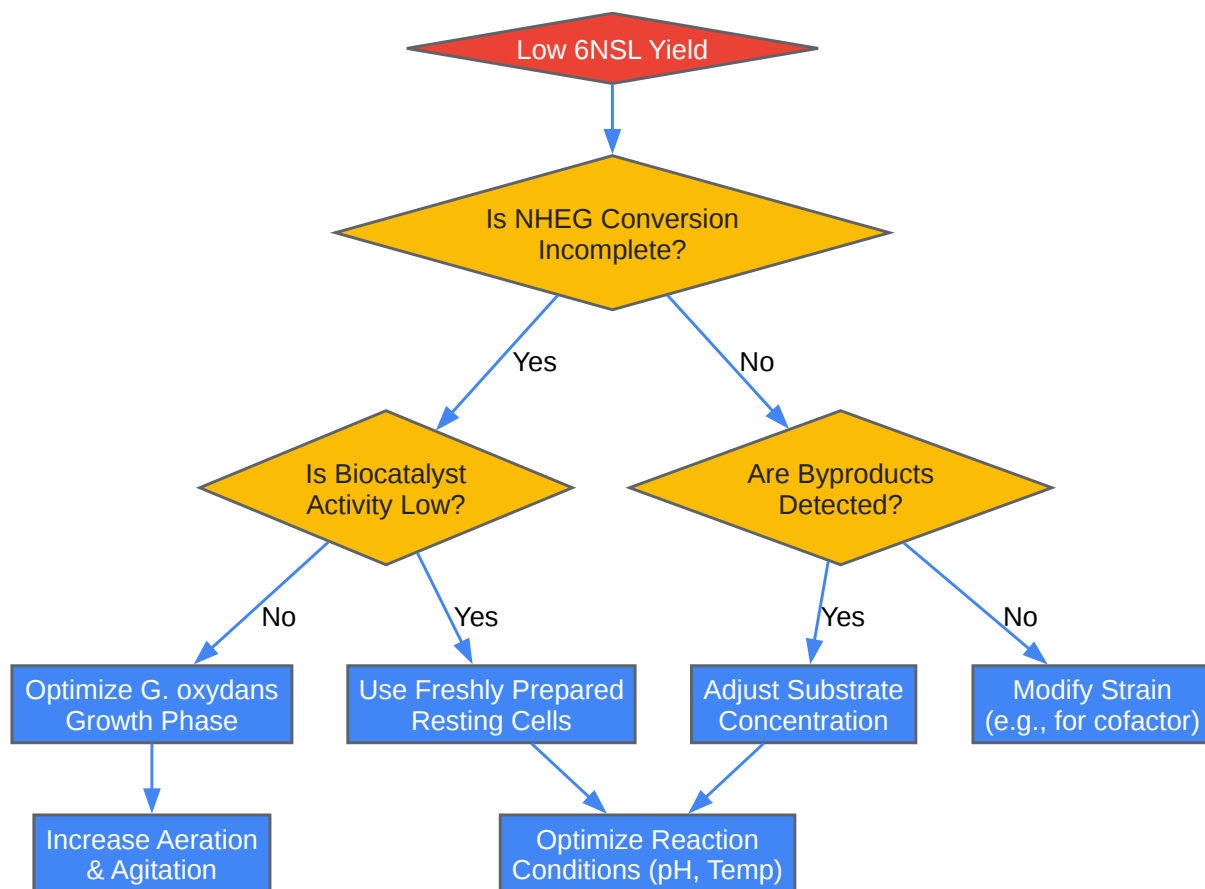 Low 6NSL Yield
Is NHEG Conversion
Incomplete?
Yes
No
Is Biocatalyst
Activity Low?
Are Byproducts
Detected?
No
Yes
Yes
No
Optimize G. oxydans
Growth Phase
Use Freshly Prepared
Resting Cells
Adjust Substrate
Concentration
Modify Strain
(e.g., for cofactor)
Increase Aeration
& Agitation
Optimize Reaction
Conditions (pH, Temp)